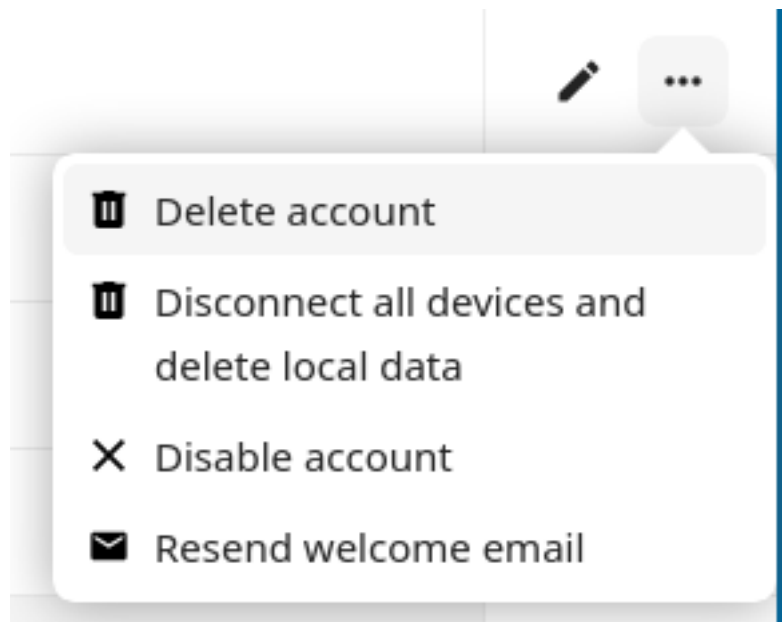 Delete account
Disconnect all devices and
delete local data
Disable account
Resend welcome email